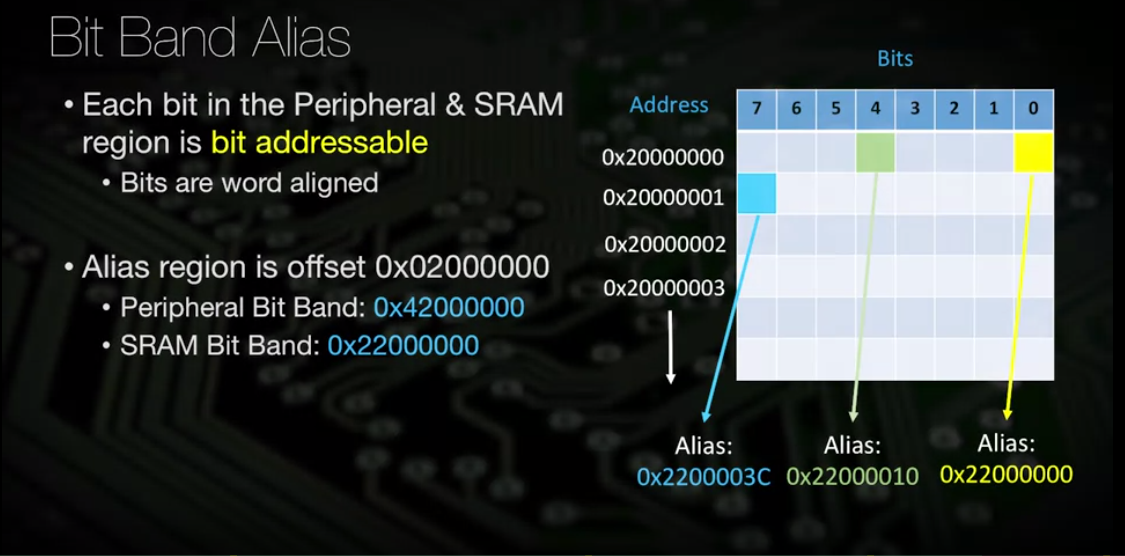 Bit Band Alias
• Each bit in the Peripheral & SRAM
region is bit addressable
• Bits are word aligned
• Alias region is offset 0x02000000
• Peripheral Bit Band: 0x42000000
• SRAM Bit Band: 0x22000000
Bits
Address 7 6 5 4 3 2 1 0
0x20000000
0x20000001
0x20000002
0x20000003
Alias: Alias: Alias:
0x2200003C 0x22000010 0x22000000